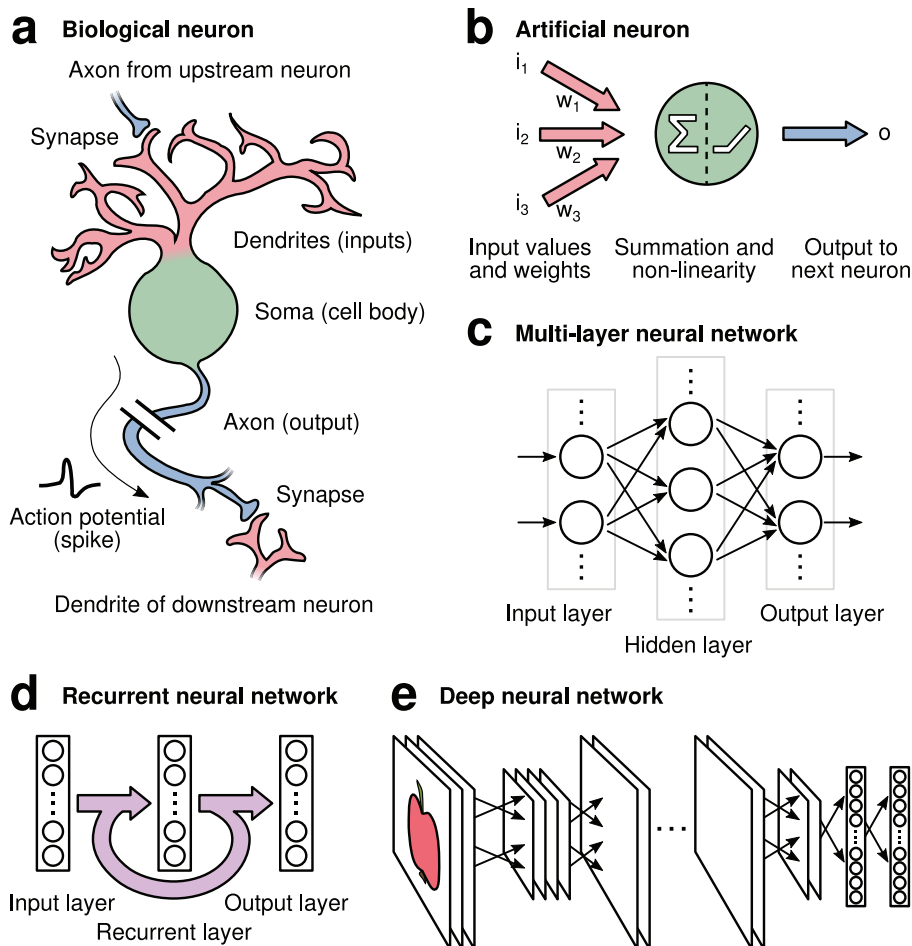 a Biological neuron
Axon from upstream neuron
Synapse
Dendrites (inputs)
Soma (cell body)
Axon (output)
Synapse
Action potential
(spike)
Dendrite of downstream neuron
b Artificial neuron
i1
w1
i2
w2
i3
w3
Σ
o
Input values
and weights
Summation and
non-linearity
Output to
next neuron
c Multi-layer neural network
Input layer
Hidden layer
Output layer
d Recurrent neural network
Input layer
Recurrent layer
Output layer
e Deep neural network